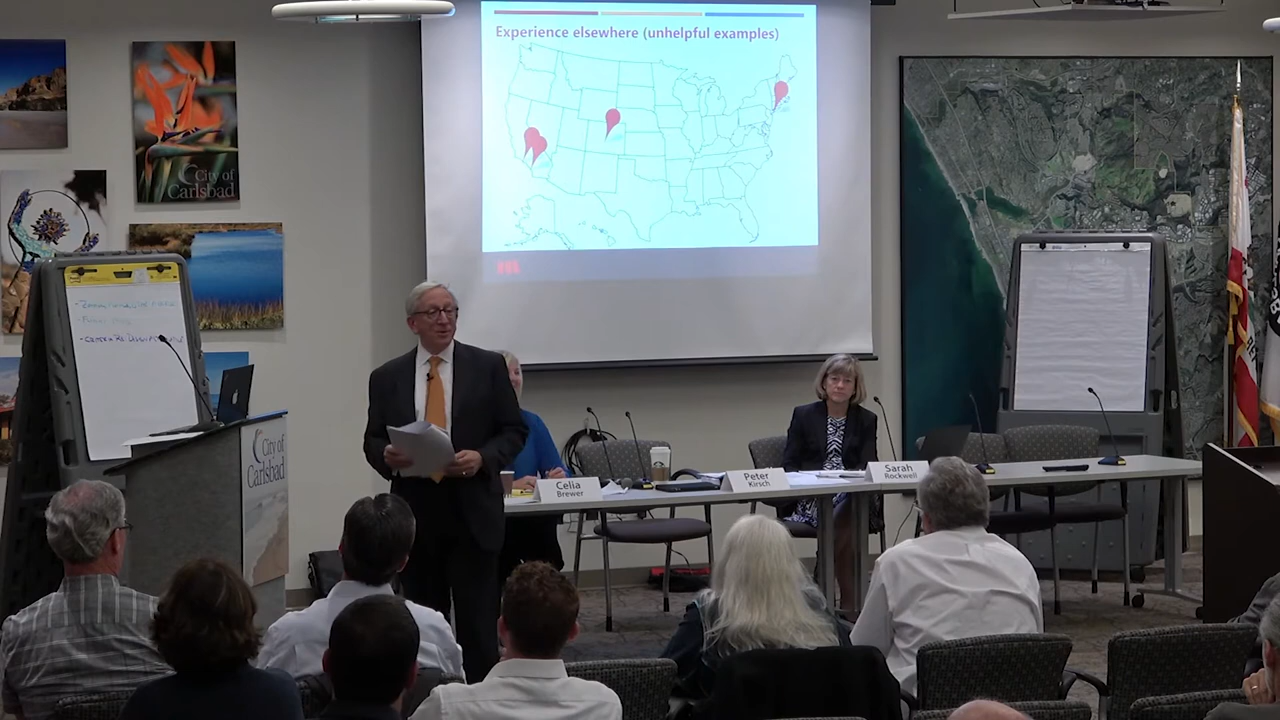 Experience elsewhere (unhelpful examples)
City of
Carlsbad
City of
Carlsbad
Celia
Brewer
Peter
Kirsch
Sarah
Rockwell